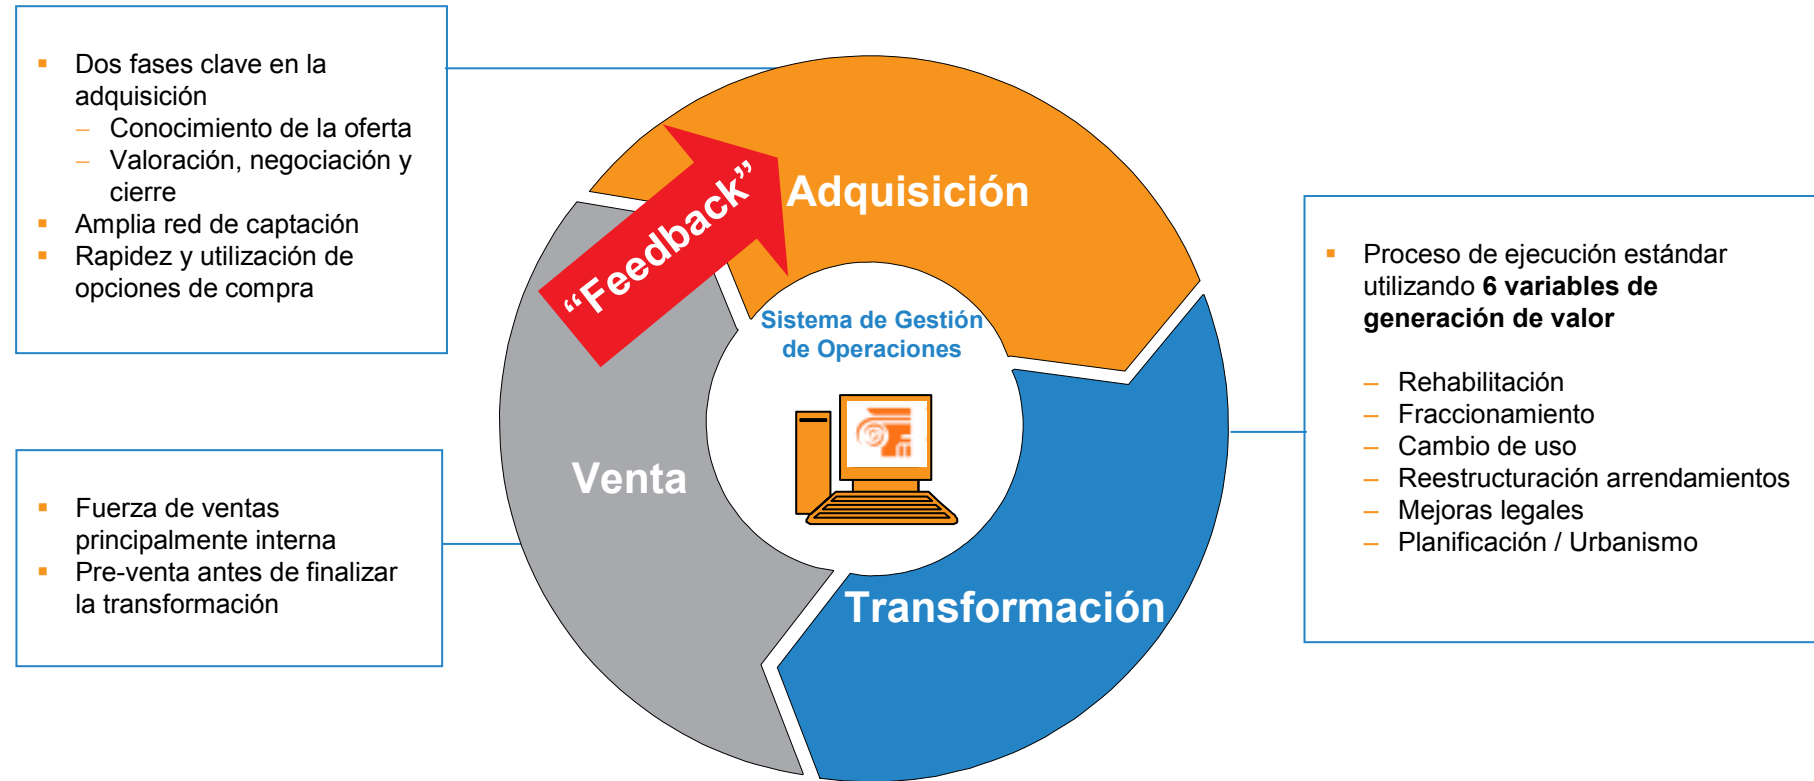 ▪ Dos fases clave en la
adquisición
– Conocimiento de la oferta
– Valoración, negociación y
cierre
▪ Amplia red de captación
▪ Rapidez y utilización de
opciones de compra
▪ Fuerza de ventas
principalmente interna
▪ Pre-venta antes de finalizar
la transformación
“Feedback”
Adquisición
Sistema de Gestión
de Operaciones
Venta
Transformación
▪ Proceso de ejecución estándar
utilizando 6 variables de
generación de valor
– Rehabilitación
– Fraccionamiento
– Cambio de uso
– Reestructuración arrendamientos
– Mejoras legales
– Planificación / Urbanismo